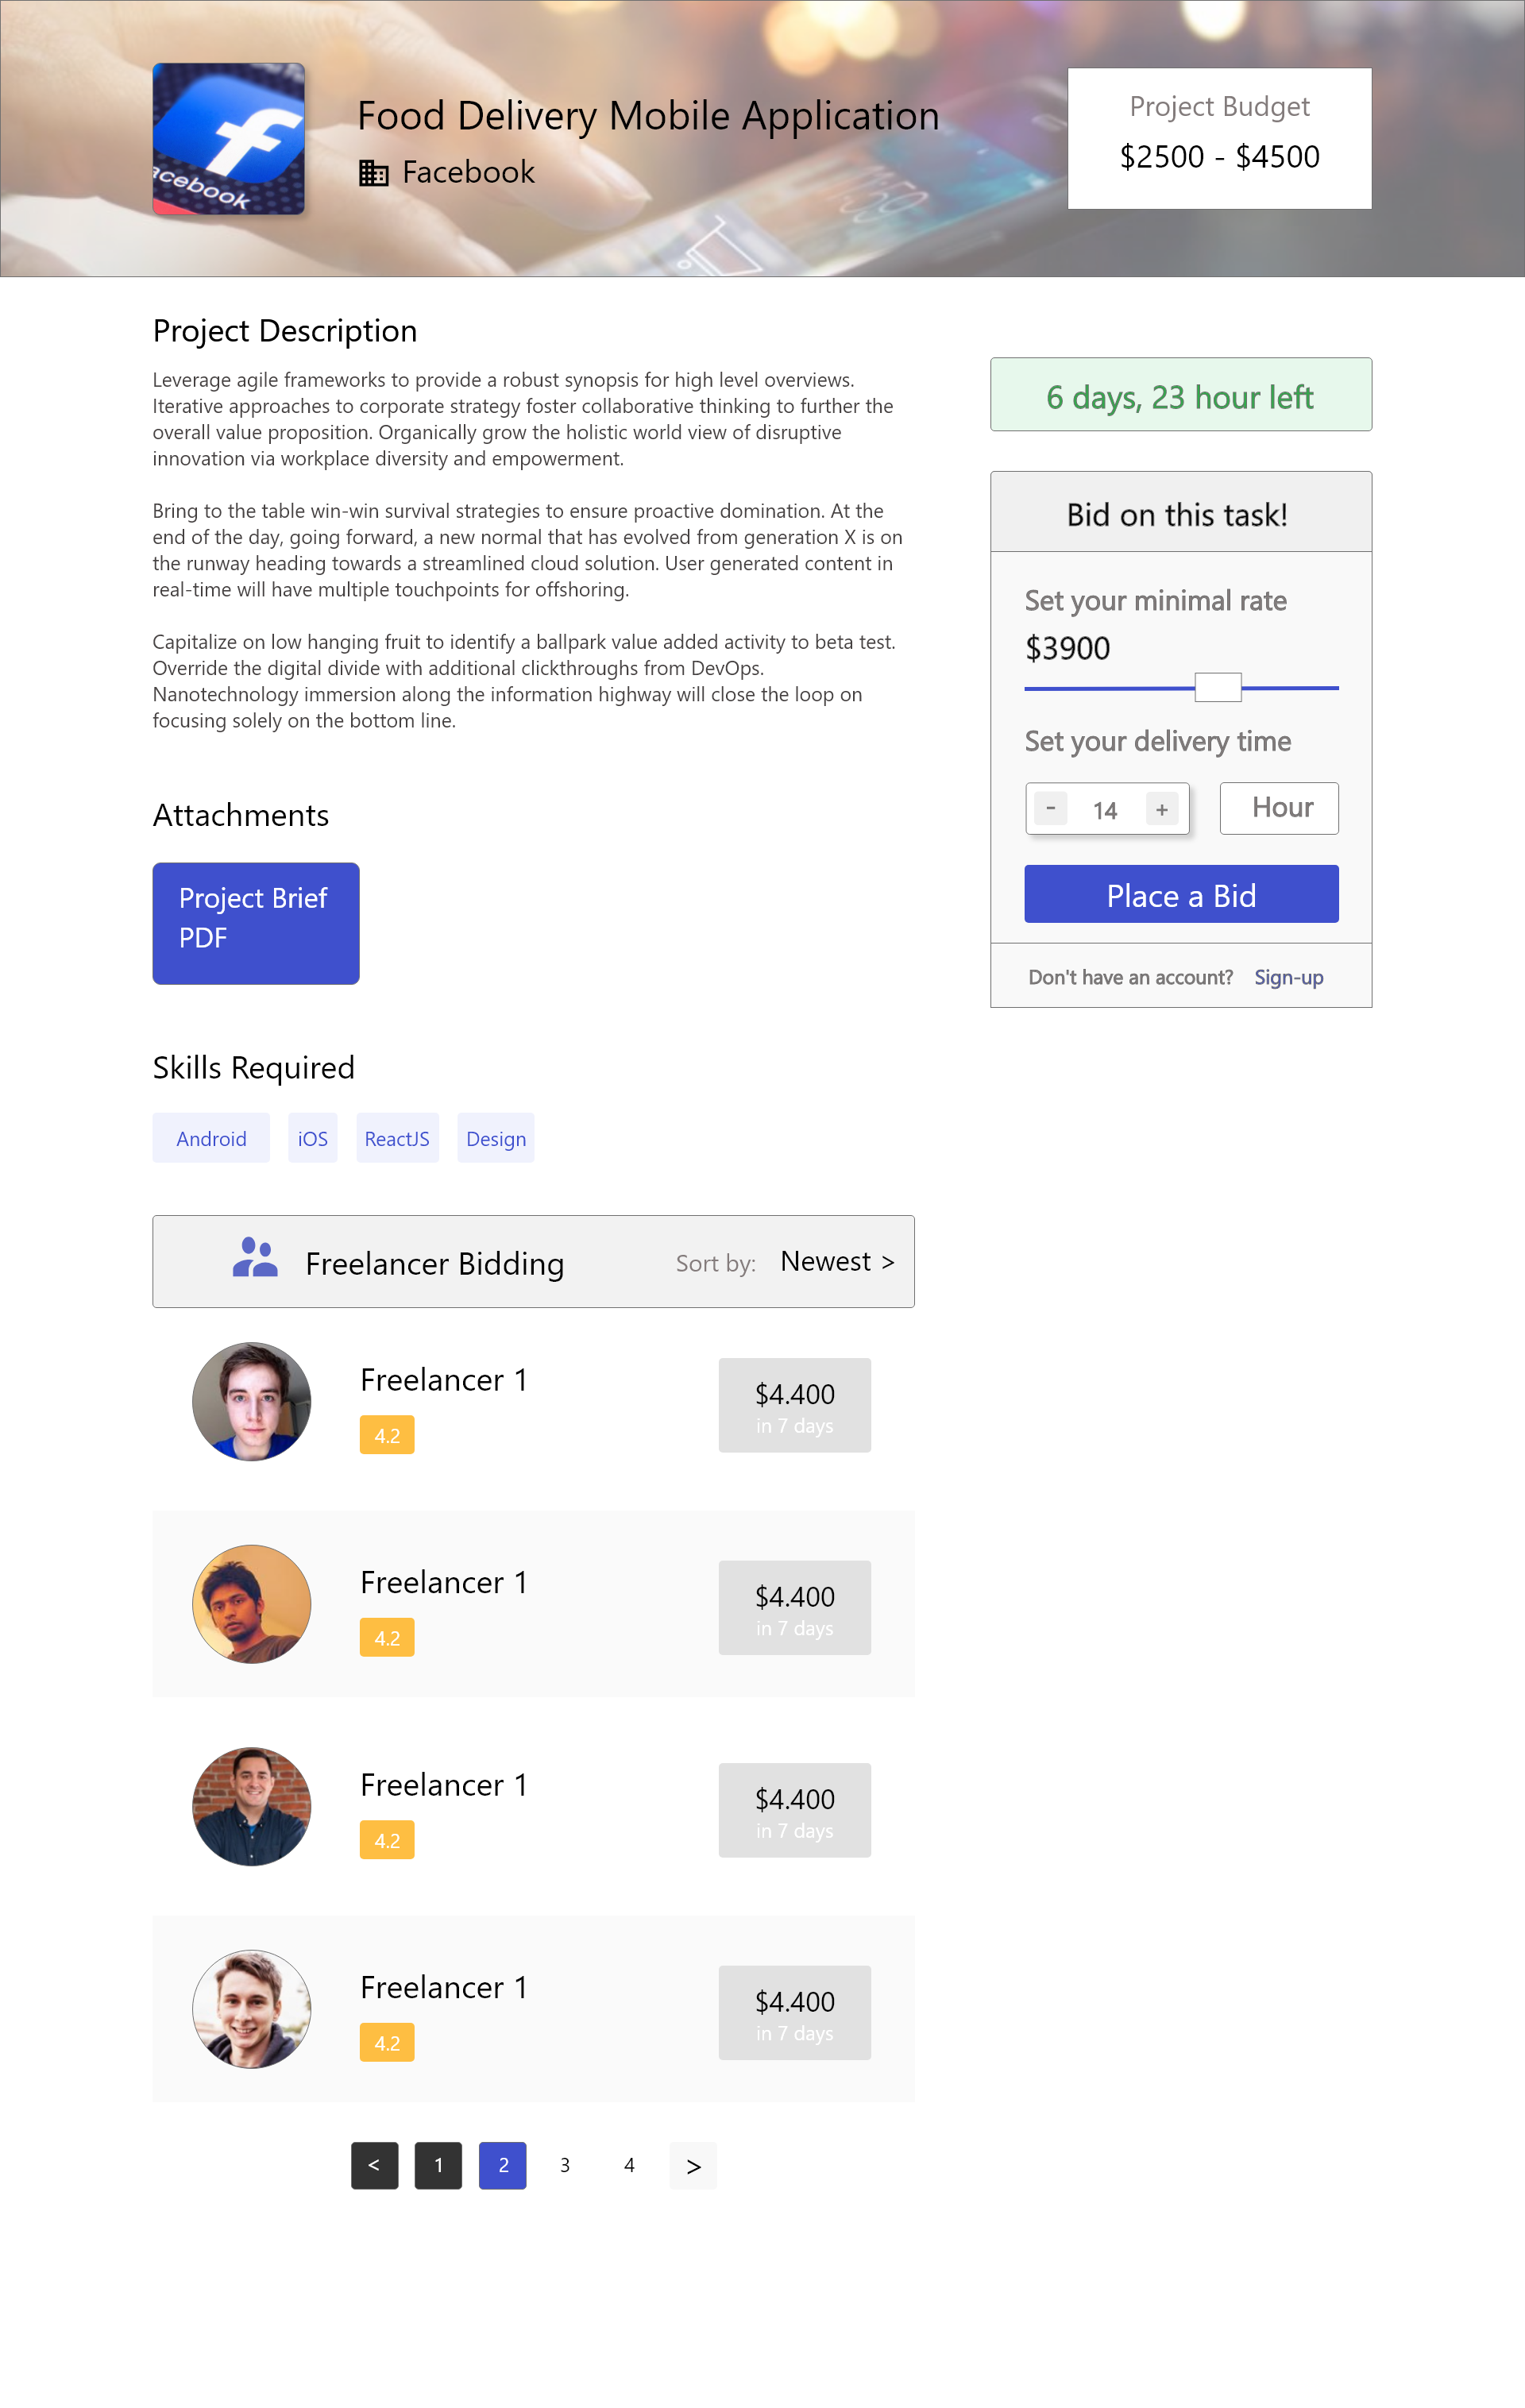 acebook
Food Delivery Mobile Application
Facebook
Project Budget
$2500 - $4500
Project Description
Leverage agile frameworks to provide a robust synopsis for high level overviews.
Iterative approaches to corporate strategy foster collaborative thinking to further the
overall value proposition. Organically grow the holistic world view of disruptive
innovation via workplace diversity and empowerment.
Bring to the table win-win survival strategies to ensure proactive domination. At the
end of the day, going forward, a new normal that has evolved from generation X is on
the runway heading towards a streamlined cloud solution. User generated content in
real-time will have multiple touchpoints for offshoring.
Capitalize on low hanging fruit to identify a ballpark value added activity to beta test.
Override the digital divide with additional clickthroughs from DevOps.
Nanotechnology immersion along the information highway will close the loop on
focusing solely on the bottom line.
6 days, 23 hour left
Bid on this task!
Set your minimal rate
$3900
Set your delivery time
- 14 + Hour
Place a Bid
Don't have an account? Sign-up
Attachments
Project Brief
PDF
Skills Required
Android iOS ReactJS Design
Freelancer Bidding Sort by: Newest >
Freelancer 1
4.2
$4.400
in 7 days
Freelancer 1
4.2
$4.400
in 7 days
Freelancer 1
4.2
$4.400
in 7 days
Freelancer 1
4.2
$4.400
in 7 days
< 1 2 3 4 >